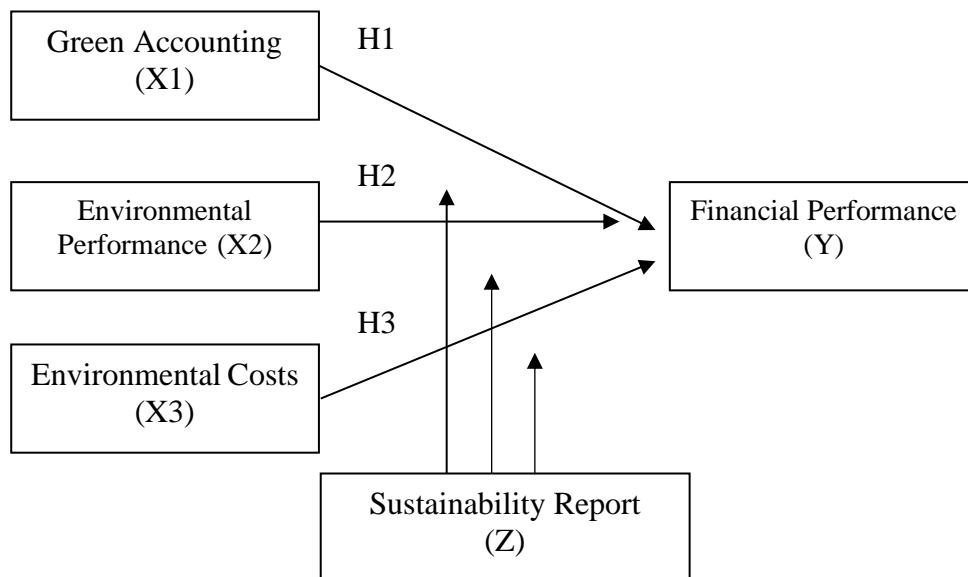 Green Accounting
(X1)
H1
Environmental
Performance (X2)
H2
Financial Performance
(Y)
H3
Environmental Costs
(X3)
Sustainability Report
(Z)